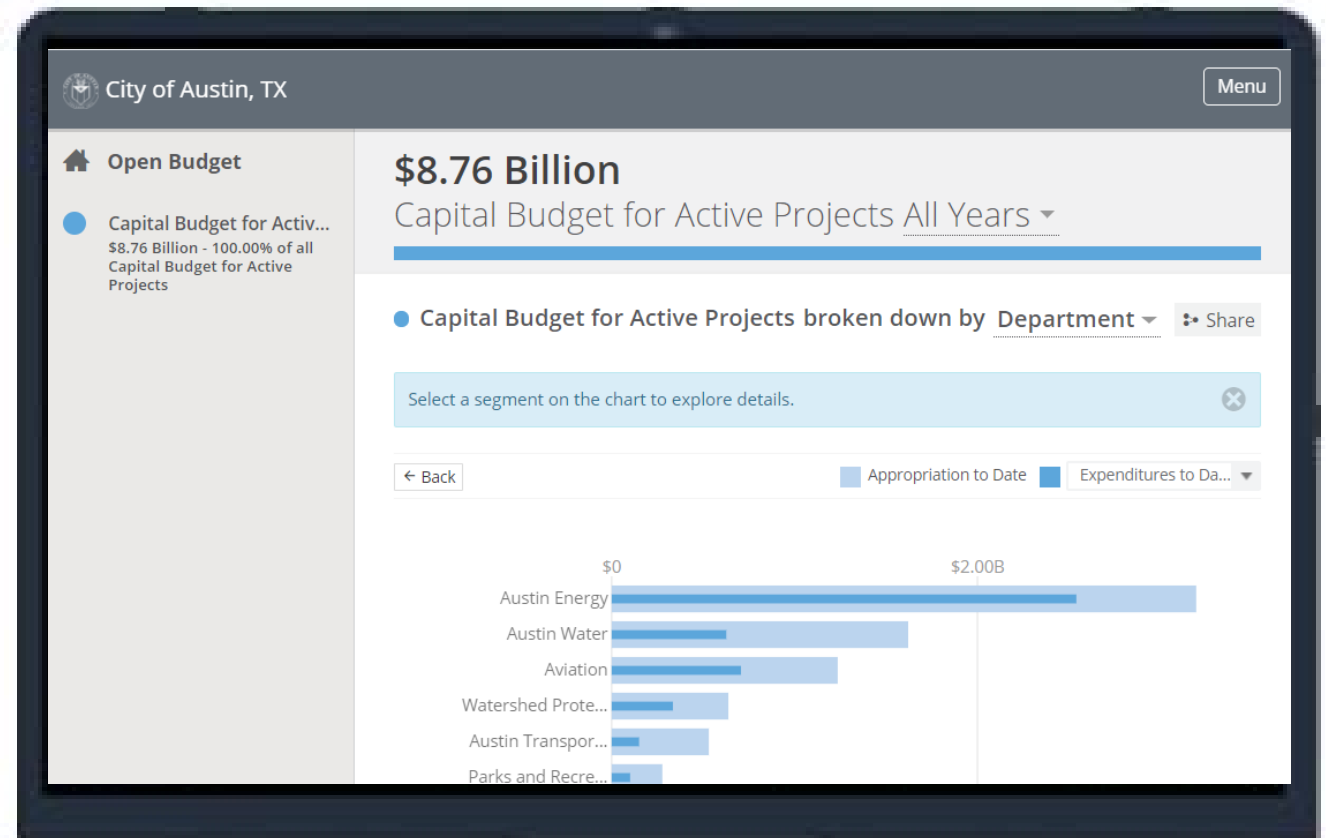 City of Austin, TX
Menu
Open Budget
Capital Budget for Activ...
$8.76 Billion - 100.00% of all
Capital Budget for Active
Projects
$8.76 Billion
Capital Budget for Active Projects All Years
Capital Budget for Active Projects broken down by Department
Share
Select a segment on the chart to explore details.
← Back
Appropriation to Date
Expenditures to Da...
$0
$2.00B
Austin Energy
Austin Water
Aviation
Watershed Prote...
Austin Transpor...
Parks and Recre...